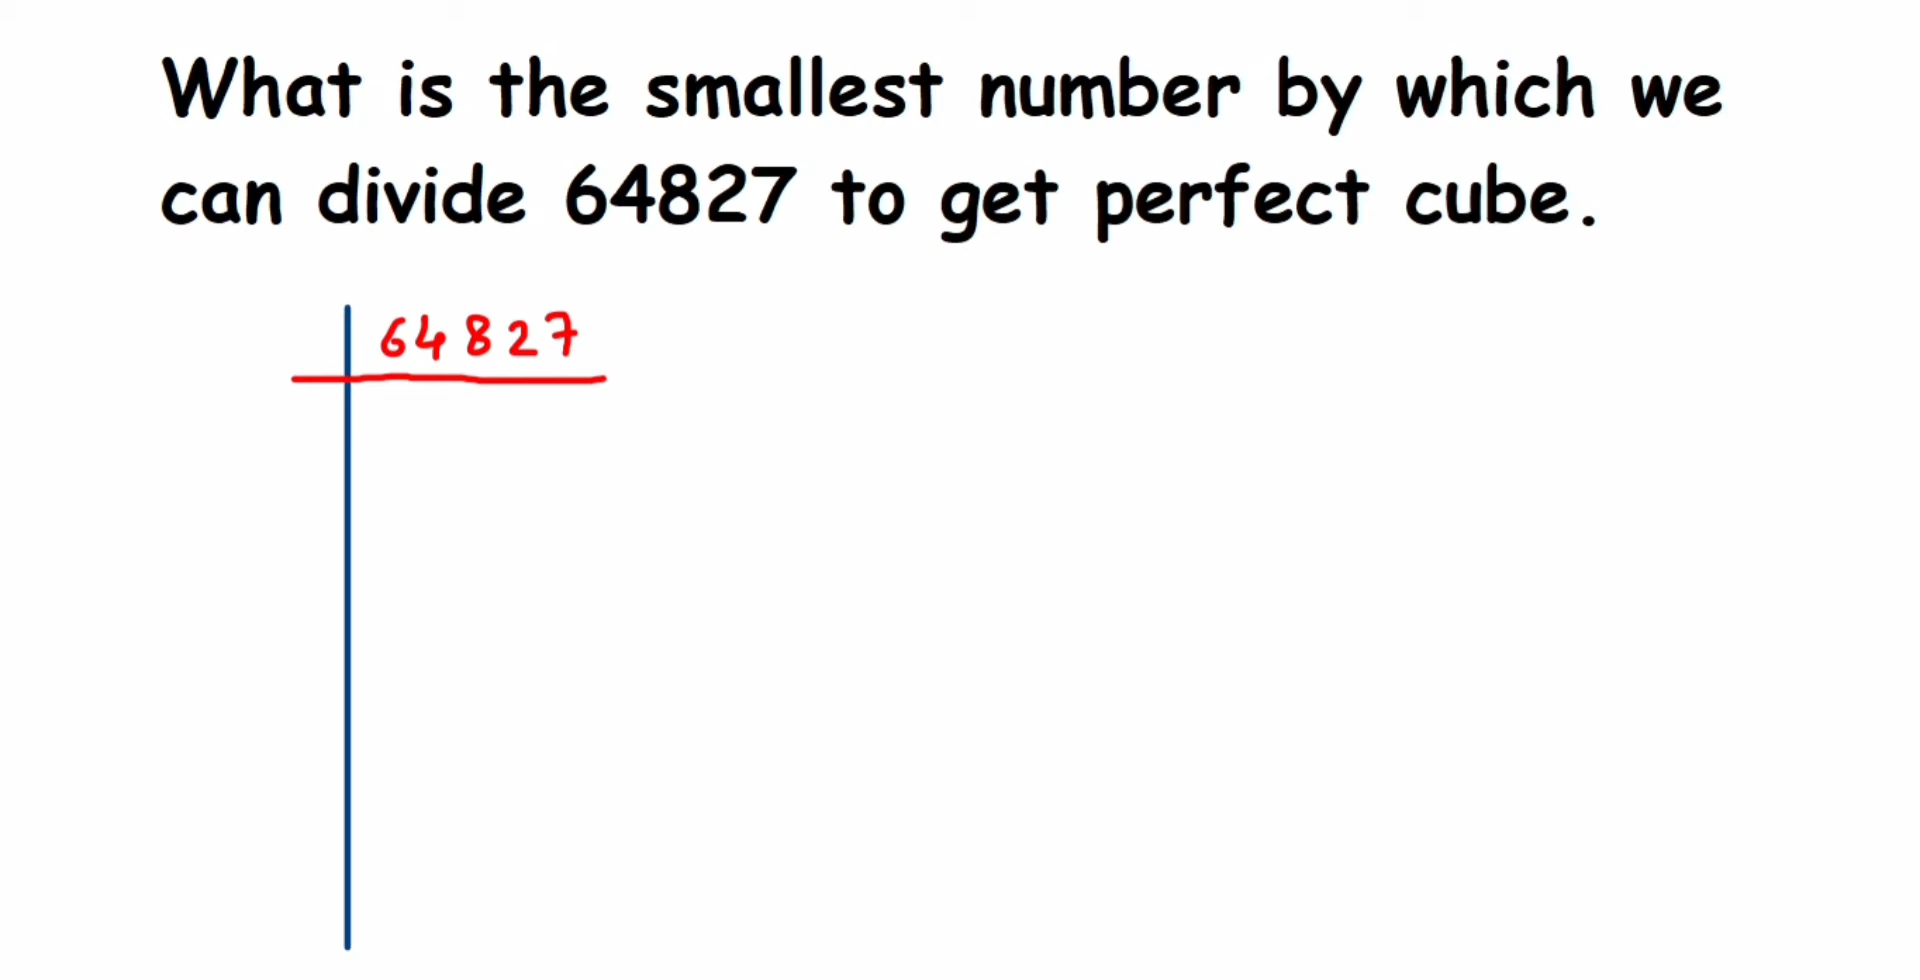 What is the smallest number by which we
can divide 64827 to get perfect cube.
64827